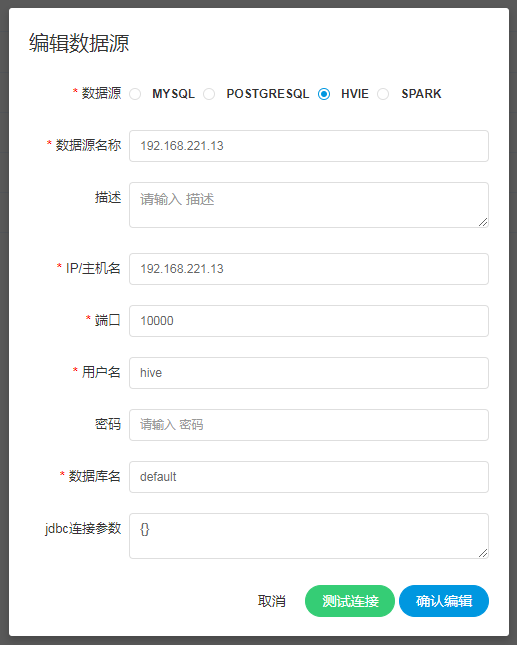 编辑数据源
* 数据源 MYSQL POSTGRESQL HVIE SPARK
* 数据源名称 192.168.221.13
描述 请输入 描述
* IP/主机名 192.168.221.13
* 端口 10000
* 用户名 hive
密码 请输入 密码
* 数据库名 default
jdbc连接参数 {}
取消 测试连接 确认编辑